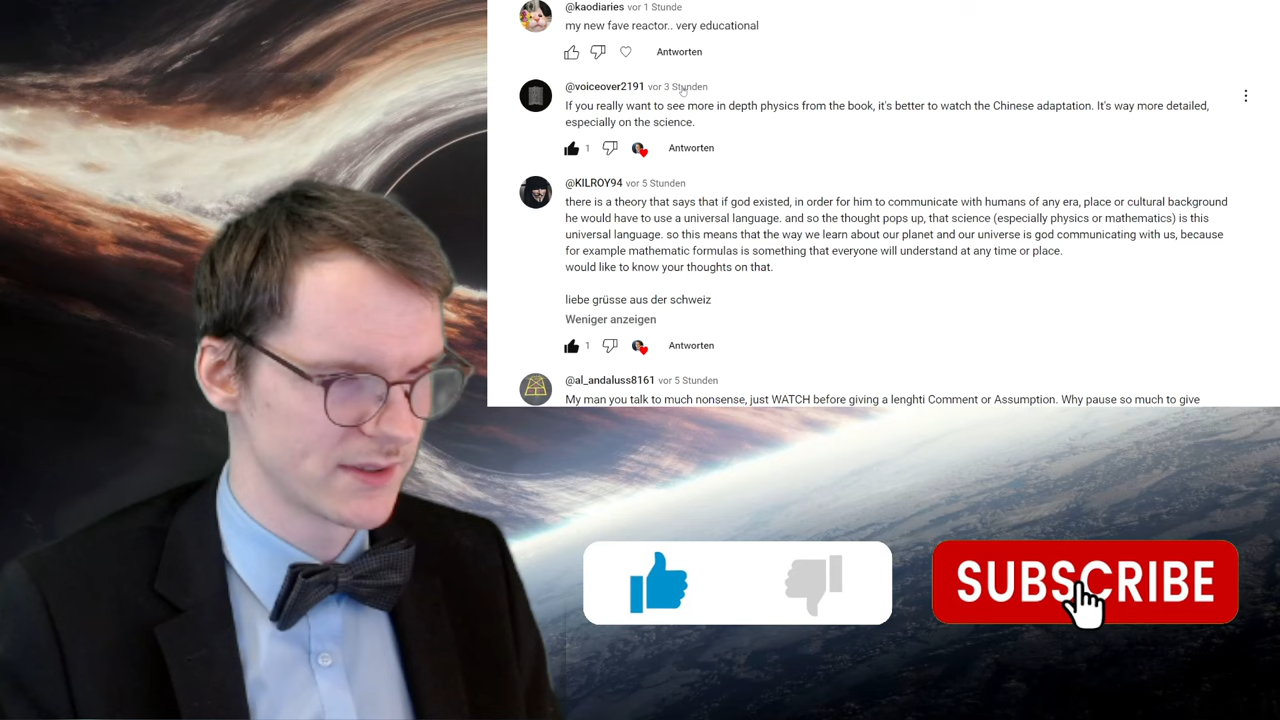 @kaodiaries vor 1 Stunde
my new fave reactor.. very educational
Antworten
@voiceover2191 vor 3 Stunden
If you really want to see more in depth physics from the book, it's better to watch the Chinese adaptation. It's way more detailed,
especially on the science.
1 Antworten
@KILROY94 vor 5 Stunden
there is a theory that says that if god existed, in order for him to communicate with humans of any era, place or cultural background
he would have to use a universal language. and so the thought pops up, that science (especially physics or mathematics) is this
universal language. so this means that the way we learn about our planet and our universe is god communicating with us, because
for example mathematic formulas is something that everyone will understand at any time or place.
would like to know your thoughts on that.
liebe grüsse aus der schweiz
Weniger anzeigen
1 Antworten
@al_andaluss8161 vor 5 Stunden
My man you talk to much nonsense, just WATCH before giving a lenghti Comment or Assumption. Why pause so much to give
SUBSCRIBE